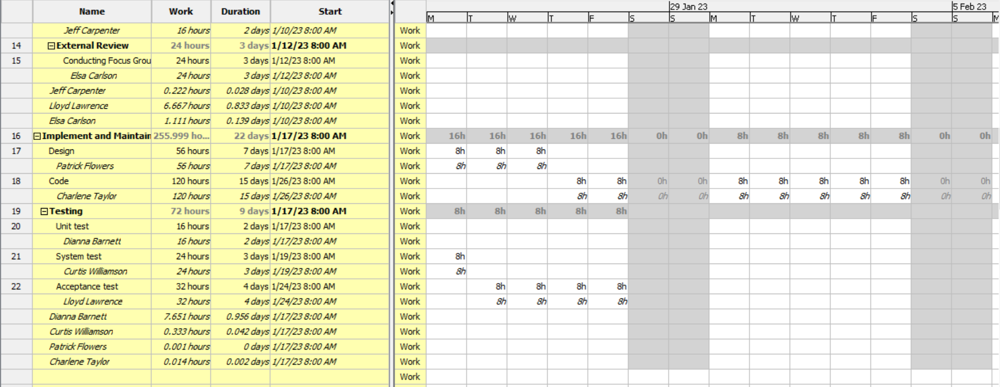 Name Work Duration Start 29 Jan 23 5 Feb 23
M T W T F S S M T W T F S S M
Jeff Carpenter 16 hours 2 days 1/10/23 8:00 AM Work
14 External Review 24 hours 3 days 1/12/23 8:00 AM Work
15 Conducting Focus Grou 24 hours 3 days 1/12/23 8:00 AM Work
Elsa Carlson 24 hours 3 days 1/12/23 8:00 AM Work
Jeff Carpenter 0.222 hours 0.028 days 1/10/23 8:00 AM Work
Lloyd Lawrence 6.667 hours 0.833 days 1/10/23 8:00 AM Work
Elsa Carlson 1.111 hours 0.139 days 1/10/23 8:00 AM Work
16 Implement and Maintain 255.999 ho... 22 days 1/17/23 8:00 AM Work 16h 16h 16h 16h 16h 0h 0h 8h 8h 8h 8h 8h 0h 0h
17 Design 56 hours 7 days 1/17/23 8:00 AM Work 8h 8h 8h
Patrick Flowers 56 hours 7 days 1/17/23 8:00 AM Work 8h 8h 8h
18 Code 120 hours 15 days 1/26/23 8:00 AM Work 8h 8h 0h 0h 8h 8h 8h 8h 8h 0h 0h
Charlene Taylor 120 hours 15 days 1/26/23 8:00 AM Work 8h 8h 0h 0h 8h 8h 8h 8h 8h 0h 0h
19 Testing 72 hours 9 days 1/17/23 8:00 AM Work 8h 8h 8h 8h 8h
20 Unit test 16 hours 2 days 1/17/23 8:00 AM Work
Dianna Barnett 16 hours 2 days 1/17/23 8:00 AM Work
21 System test 24 hours 3 days 1/19/23 8:00 AM Work 8h
Curtis Williamson 24 hours 3 days 1/19/23 8:00 AM Work 8h
22 Acceptance test 32 hours 4 days 1/24/23 8:00 AM Work 8h 8h 8h 8h
Lloyd Lawrence 32 hours 4 days 1/24/23 8:00 AM Work 8h 8h 8h 8h
Dianna Barnett 7.651 hours 0.956 days 1/17/23 8:00 AM Work
Curtis Williamson 0.333 hours 0.042 days 1/17/23 8:00 AM Work
Patrick Flowers 0.001 hours 0 days 1/17/23 8:00 AM Work
Charlene Taylor 0.014 hours 0.002 days 1/17/23 8:00 AM Work
Work